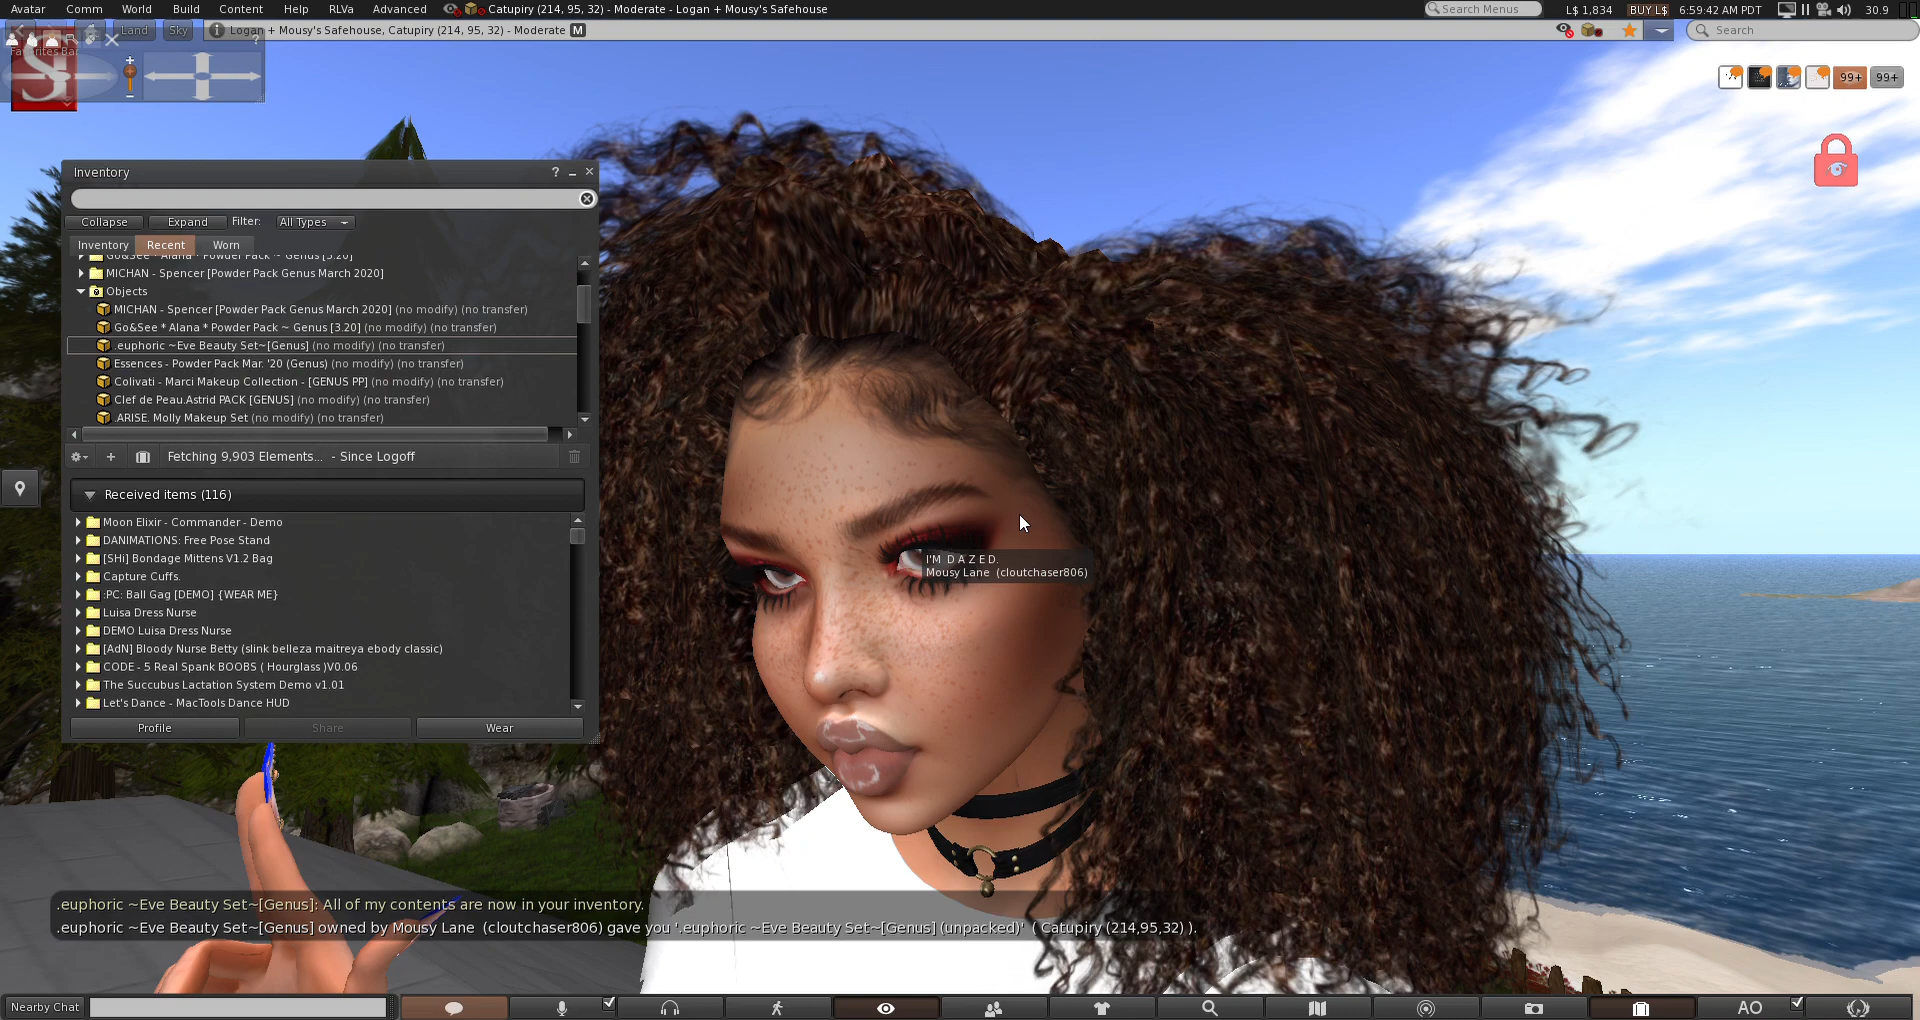 Avatar Comm World Build Content Help RLVa Advanced Catupiry (214, 95, 32) - Moderate - Logan + Mousy's Safehouse Search Menus L$ 1,834 BUY L$ 6:59:42 AM PDT 30.9
Land Sky Logan + Mousy's Safehouse, Catupiry (214, 95, 32) - Moderate M Search
Favorites Bar
99+ 99+
Inventory
Collapse Expand Filter: All Types
Inventory Recent Worn
Go&See * Alana * Powder Pack ~ Genus [3.20]
MICHAN - Spencer [Powder Pack Genus March 2020]
Objects
MICHAN - Spencer [Powder Pack Genus March 2020] (no modify) (no transfer)
Go&See * Alana * Powder Pack ~ Genus [3.20] (no modify) (no transfer)
.euphoric ~Eve Beauty Set~[Genus] (no modify) (no transfer)
Essences - Powder Pack Mar. '20 (Genus) (no modify) (no transfer)
Colivati - Marci Makeup Collection - [GENUS PP] (no modify) (no transfer)
Clef de Peau.Astrid PACK [GENUS] (no modify) (no transfer)
.ARISE. Molly Makeup Set (no modify) (no transfer)
Fetching 9,903 Elements... - Since Logoff
Received items (116)
Moon Elixir - Commander - Demo
DANIMATIONS: Free Pose Stand
[SHi] Bondage Mittens V1.2 Bag
Capture Cuffs.
:PC: Ball Gag [DEMO] {WEAR ME}
Luisa Dress Nurse
DEMO Luisa Dress Nurse
[AdN] Bloody Nurse Betty (slink belleza maitreya ebody classic)
CODE - 5 Real Spank BOOBS ( Hourglass )V0.06
The Succubus Lactation System Demo v1.01
Let's Dance - MacTools Dance HUD
Profile Share Wear
I'M D A Z E D.
Mousy Lane (cloutchaser806)
.euphoric ~Eve Beauty Set~[Genus]: All of my contents are now in your inventory.
.euphoric ~Eve Beauty Set~[Genus] owned by Mousy Lane (cloutchaser806) gave you '.euphoric ~Eve Beauty Set~[Genus] (unpacked)' ( Catupiry (214,95,32) ).
Nearby Chat AO